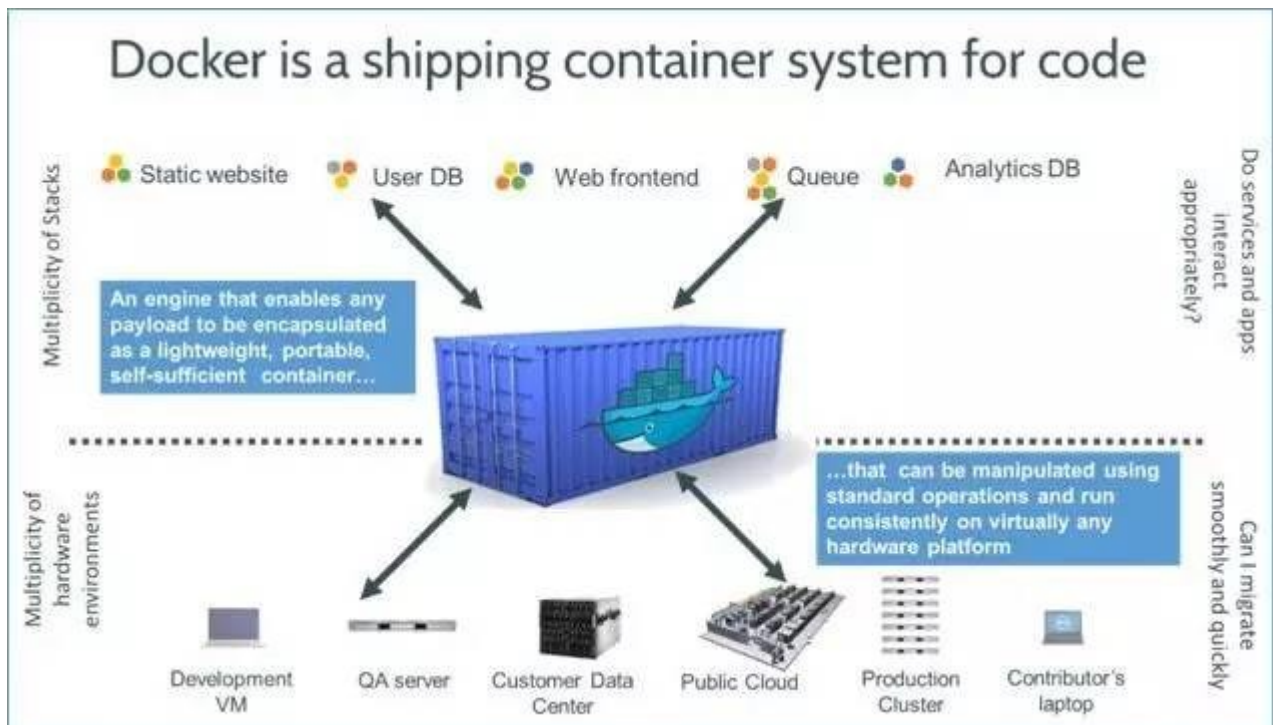 Docker is a shipping container system for code
Multiplicity of Stacks
Static website
User DB
Web frontend
Queue
Analytics DB
Do services and apps
interact
appropriately?
An engine that enables any
payload to be encapsulated
as a lightweight, portable,
self-sufficient container...
Multiplicity of
hardware
environments
...that can be manipulated using
standard operations and run
consistently on virtually any
hardware platform
Can I migrate
smoothly and quickly
Development
VM
QA server
Customer Data
Center
Public Cloud
Production
Cluster
Contributor's
laptop